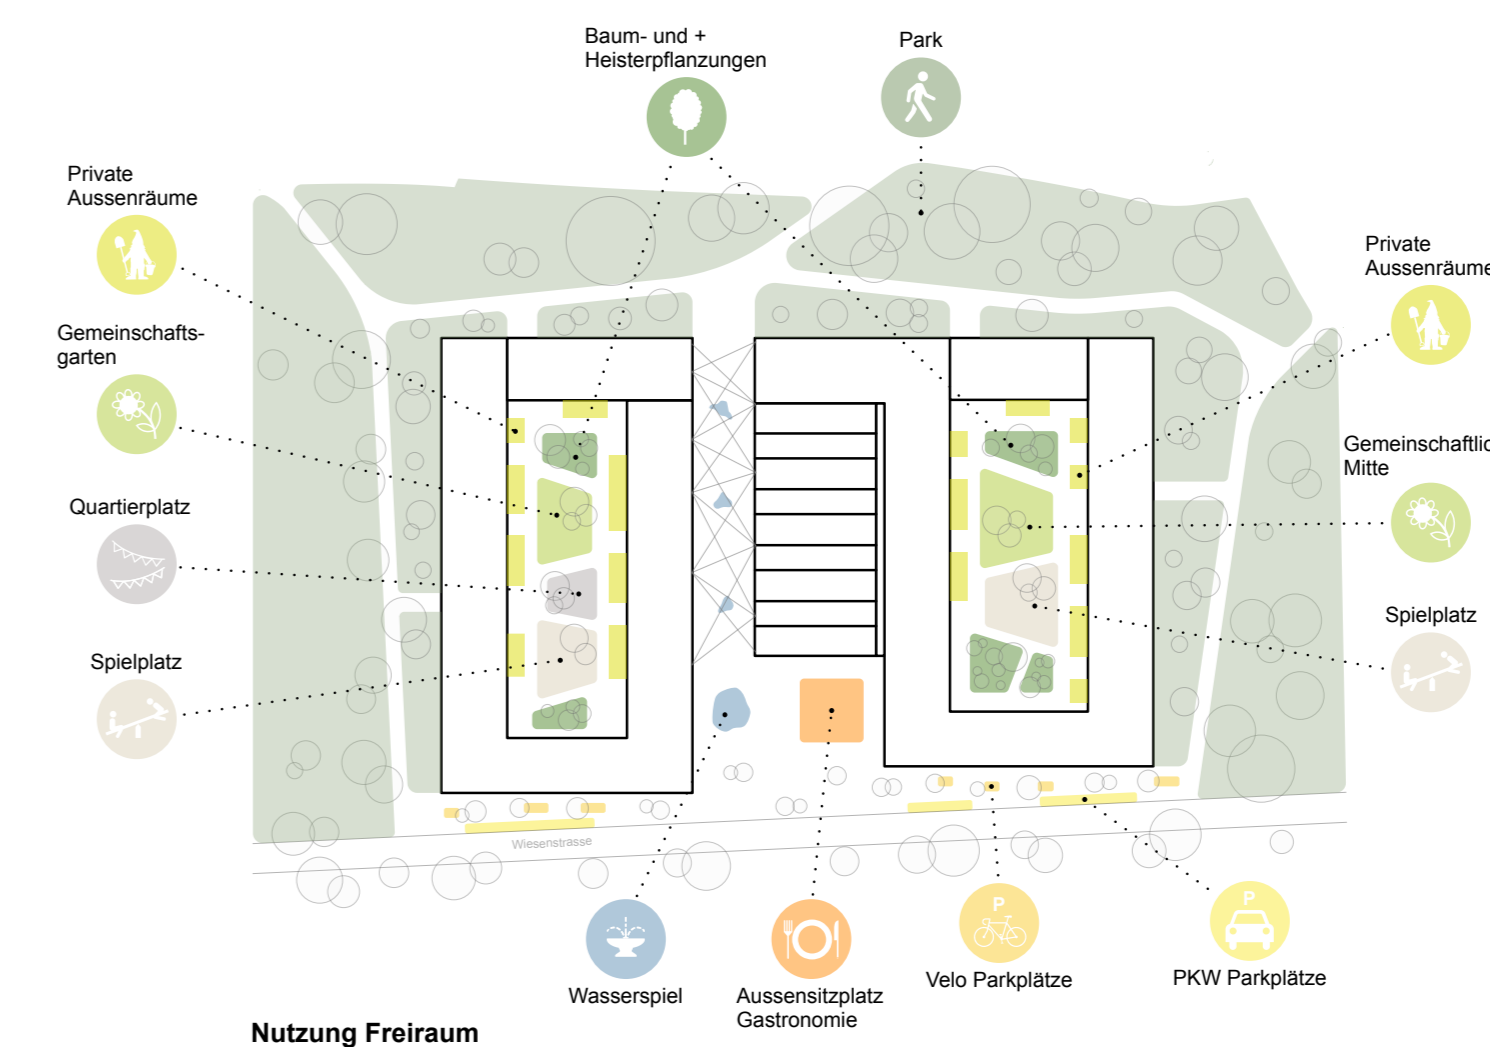 Baum- und +
Heisterpflanzungen
Park
Private
Aussenräume
Private
Aussenräume
Gemeinschafts-
garten
Gemeinschaftlic
Mitte
Quartierplatz
Spielplatz
Spielplatz
Wiesenstrasse
P
P
Wasserspiel
Aussensitzplatz
Gastronomie
Velo Parkplätze
PKW Parkplätze
Nutzung Freiraum